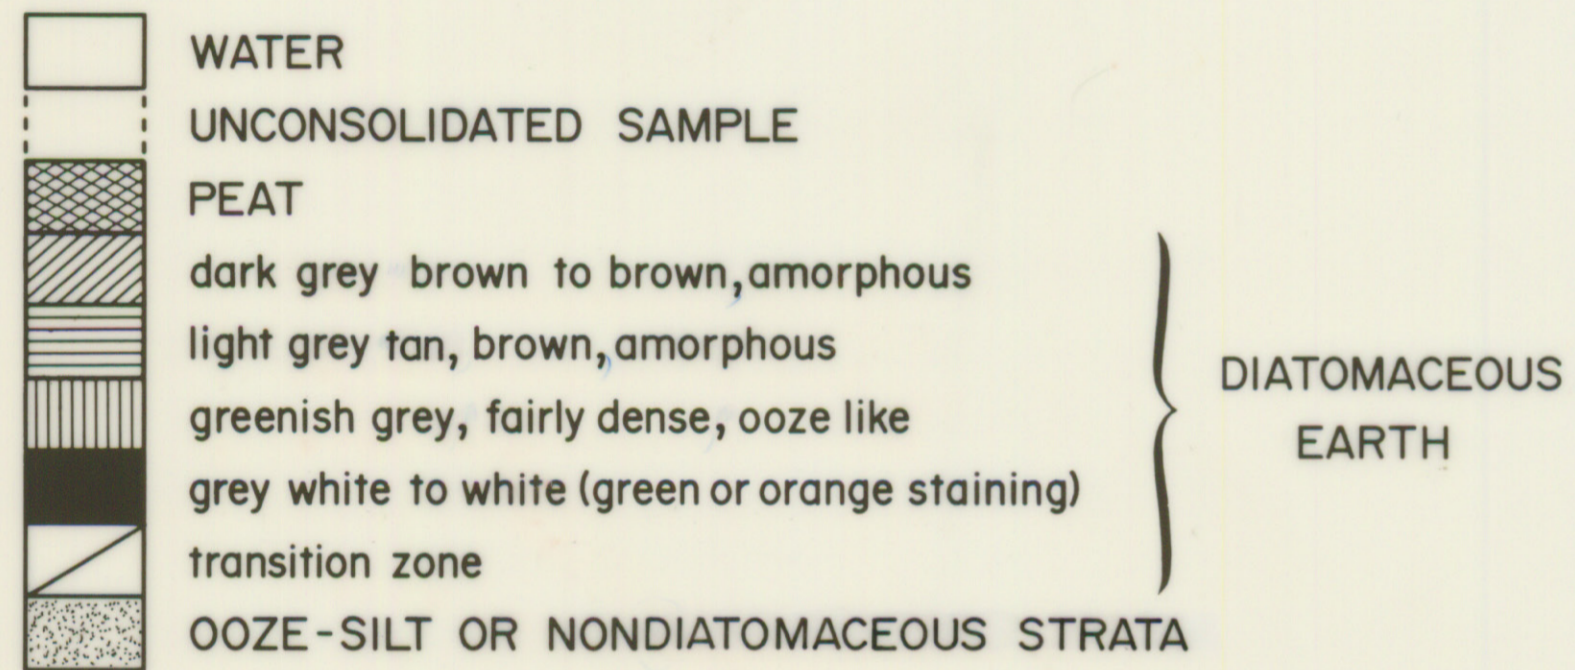 WATER
UNCONSOLIDATED SAMPLE
PEAT
dark grey brown to brown, amorphous
light grey tan, brown, amorphous
greenish grey, fairly dense, ooze like
grey white to white (green or orange staining)
transition zone
OOZE-SILT OR NONDIATOMACEOUS STRATA
DIATOMACEOUS
EARTH